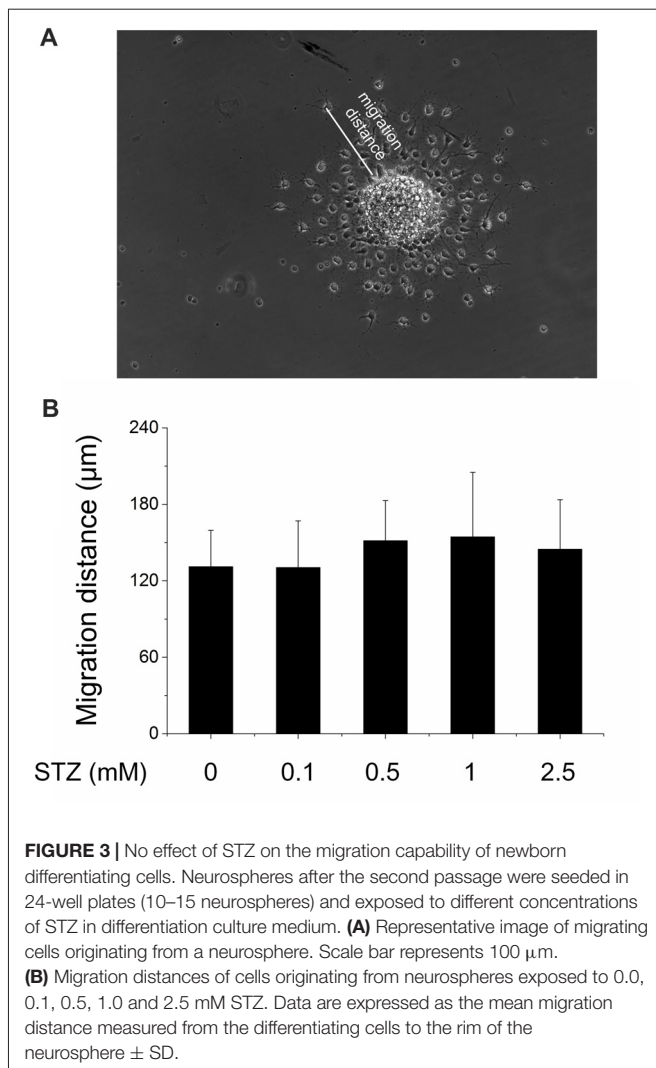 A
migration
distance
B
Migration distance (µm)
240
180
120
60
0
STZ (mM) 0 0.1 0.5 1 2.5
FIGURE 3 | No effect of STZ on the migration capability of newborn
differentiating cells. Neurospheres after the second passage were seeded in
24-well plates (10–15 neurospheres) and exposed to different concentrations
of STZ in differentiation culture medium. (A) Representative image of migrating
cells originating from a neurosphere. Scale bar represents 100 µm.
(B) Migration distances of cells originating from neurospheres exposed to 0.0,
0.1, 0.5, 1.0 and 2.5 mM STZ. Data are expressed as the mean migration
distance measured from the differentiating cells to the rim of the
neurosphere ± SD.